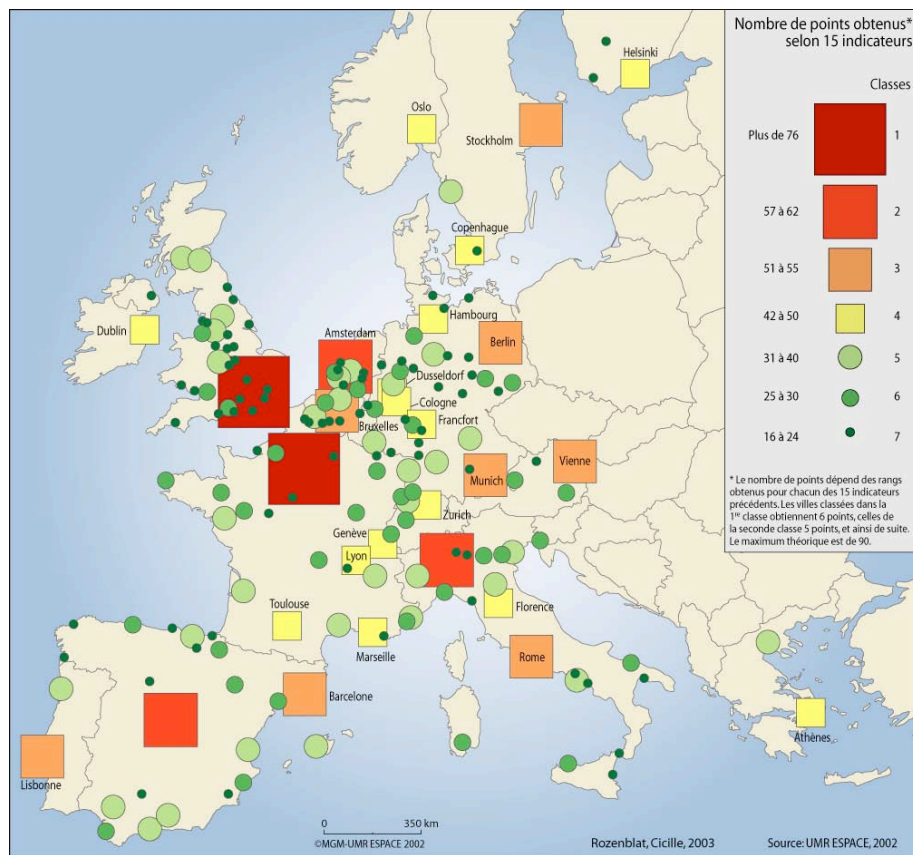 Nombre de points obtenus*
selon 15 indicateurs
Classes
Plus de 76
1
57 à 62
2
51 à 55
3
42 à 50
4
31 à 40
5
25 à 30
6
16 à 24
7
* Le nombre de points dépend des rangs
obtenus pour chacun des 15 indicateurs
précédents. Les villes classées dans la
1re classe obtiennent 6 points, celles de
la seconde classe 5 points, et ainsi de suite.
Le maximum théorique est de 90.
Helsinki
Oslo
Stockholm
Copenhague
Dublin
Hambourg
Amsterdam
Berlin
Dusseldorf
Cologne
Bruxelles
Francfort
Vienne
Munich
Zurich
Genève
Lyon
Toulouse
Florence
Marseille
Rome
Barcelone
Athènes
Lisbonne
0 350 km
©MGM-UMR ESPACE 2002
Rozenblat, Cicille, 2003
Source: UMR ESPACE, 2002